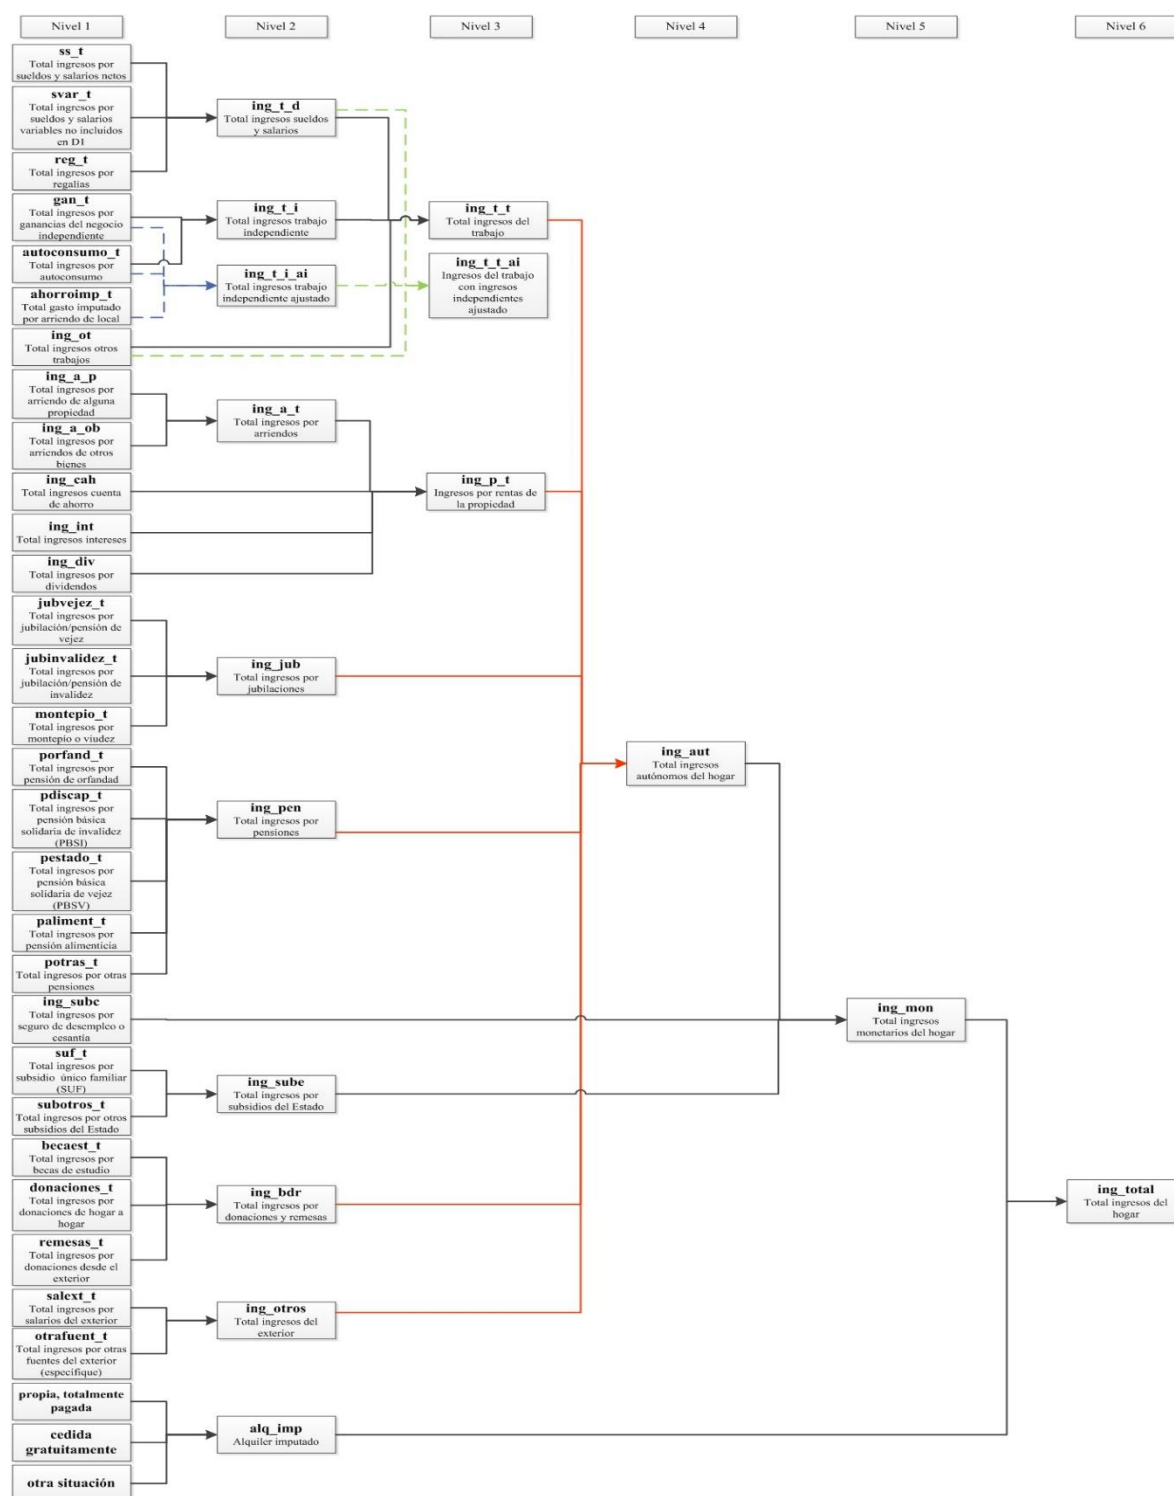 Nivel 1
Nivel 2
Nivel 3
Nivel 4
Nivel 5
Nivel 6
ss_t
Total ingresos por
sueldos y salarios netos
svar_t
Total ingresos por
sueldos y salarios
variables no incluidos
en D1
reg_t
Total ingresos por
regalías
gan_t
Total ingresos por
ganancias del negocio
independiente
autoconsumo_t
Total ingresos por
autoconsumo
ahorroimp_t
Total gasto imputado
por arriendo de local
ing_ot
Total ingresos otros
trabajos
ing_a_p
Total ingresos por
arriendo de alguna
propiedad
ing_a_ob
Total ingresos por
arriendos de otros
bienes
ing_cah
Total ingresos cuenta
de ahorro
ing_int
Total ingresos intereses
ing_div
Total ingresos por
dividendos
jubvejez_t
Total ingresos por
jubilación/pensión de
vejez
jubinvalidez_t
Total ingresos por
jubilación/pensión de
invalidez
montepio_t
Total ingresos por
montepío o viudez
porfand_t
Total ingresos por
pensión de orfandad
pdiscap_t
Total ingresos por
pensión básica
solidaria de invalidez
(PBSI)
pestado_t
Total ingresos por
pensión básica
solidaria de vejez
(PBSV)
paliment_t
Total ingresos por
pensión alimenticia
potras_t
Total ingresos por otras
pensiones
ing_subc
Total ingresos por
seguro de desempleo o
cesantía
suf_t
Total ingresos por
subsidio único familiar
(SUF)
subotros_t
Total ingresos por otros
subsidios del Estado
becaest_t
Total ingresos por
becas de estudio
donaciones_t
Total ingresos por
donaciones de hogar a
hogar
remesas_t
Total ingresos por
donaciones desde el
exterior
salext_t
Total ingresos por
salarios del exterior
otrafuent_t
Total ingresos por otras
fuentes del exterior
(especifique)
propia, totalmente
pagada
cedida
gratuitamente
otra situación
ing_t_d
Total ingresos sueldos
y salarios
ing_t_i
Total ingresos trabajo
independiente
ing_t_i_ai
Total ingresos trabajo
independiente ajustado
ing_a_t
Total ingresos por
arriendos
ing_jub
Total ingresos por
jubilaciones
ing_pen
Total ingresos por
pensiones
ing_sube
Total ingresos por
subsidios del Estado
ing_bdr
Total ingresos por
donaciones y remesas
ing_otros
Total ingresos del
exterior
alq_imp
Alquiler imputado
ing_t_t
Total ingresos del
trabajo
ing_t_t_ai
Ingresos del trabajo
con ingresos
independientes
ajustado
ing_p_t
Ingresos por rentas de
la propiedad
ing_aut
Total ingresos
autónomos del hogar
ing_mon
Total ingresos
monetarios del hogar
ing_total
Total ingresos del
hogar